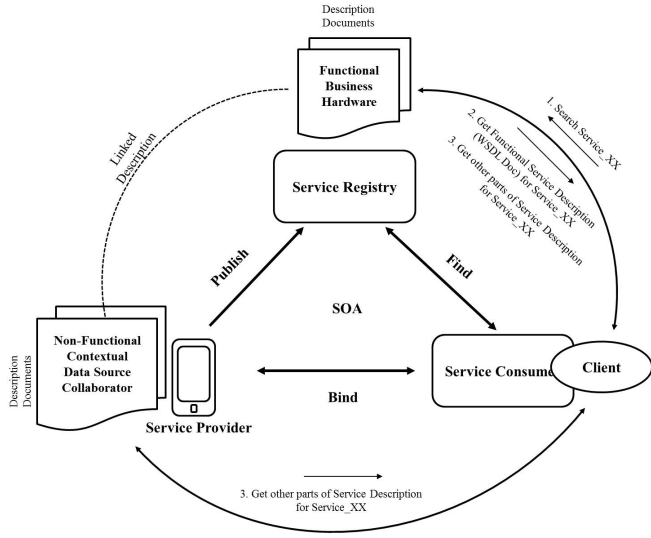 Description
Documents
Functional
Business
Hardware
1. Search Service_XX
2. Get Functional Service Description
(WSDL Doc) for Service_XX
3. Get other parts of Service Description
for Service_XX
Linked
Description
Service Registry
Publish
Find
SOA
Description
Documents
Non-Functional
Contextual
Data Source
Collaborator
Service Provider
Bind
Service Consume
Client
3. Get other parts of Service Description
for Service_XX